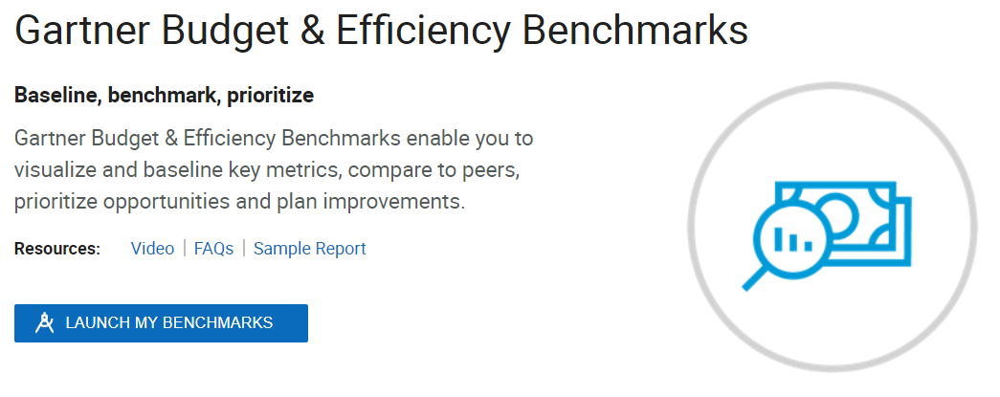 Gartner Budget & Efficiency Benchmarks
Baseline, benchmark, prioritize
Gartner Budget & Efficiency Benchmarks enable you to
visualize and baseline key metrics, compare to peers,
prioritize opportunities and plan improvements.
Resources: Video | FAQs | Sample Report
LAUNCH MY BENCHMARKS